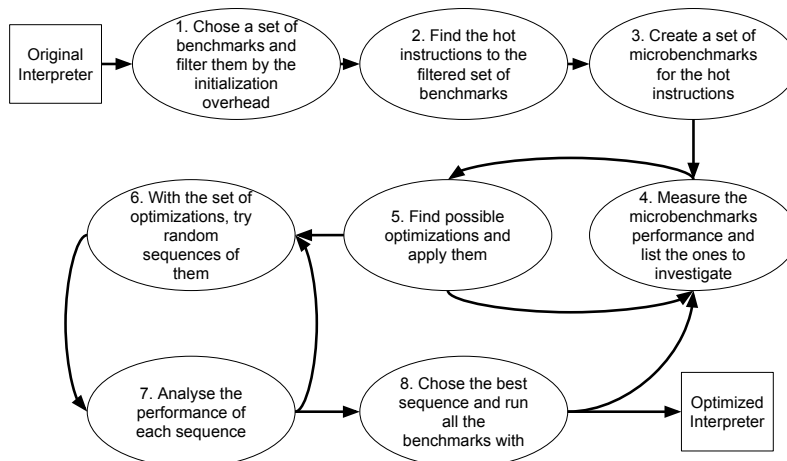 Original
Interpreter
1. Chose a set of
benchmarks and
filter them by the
initialization
overhead
2. Find the hot
instructions to the
filtered set of
benchmarks
3. Create a set of
microbenchmarks
for the hot
instructions
6. With the set of
optimizations, try
random
sequences of
them
5. Find possible
optimizations and
apply them
4. Measure the
microbenchmarks
performance and
list the ones to
investigate
7. Analyse the
performance of
each sequence
8. Chose the best
sequence and run
all the
benchmarks with
Optimized
Interpreter